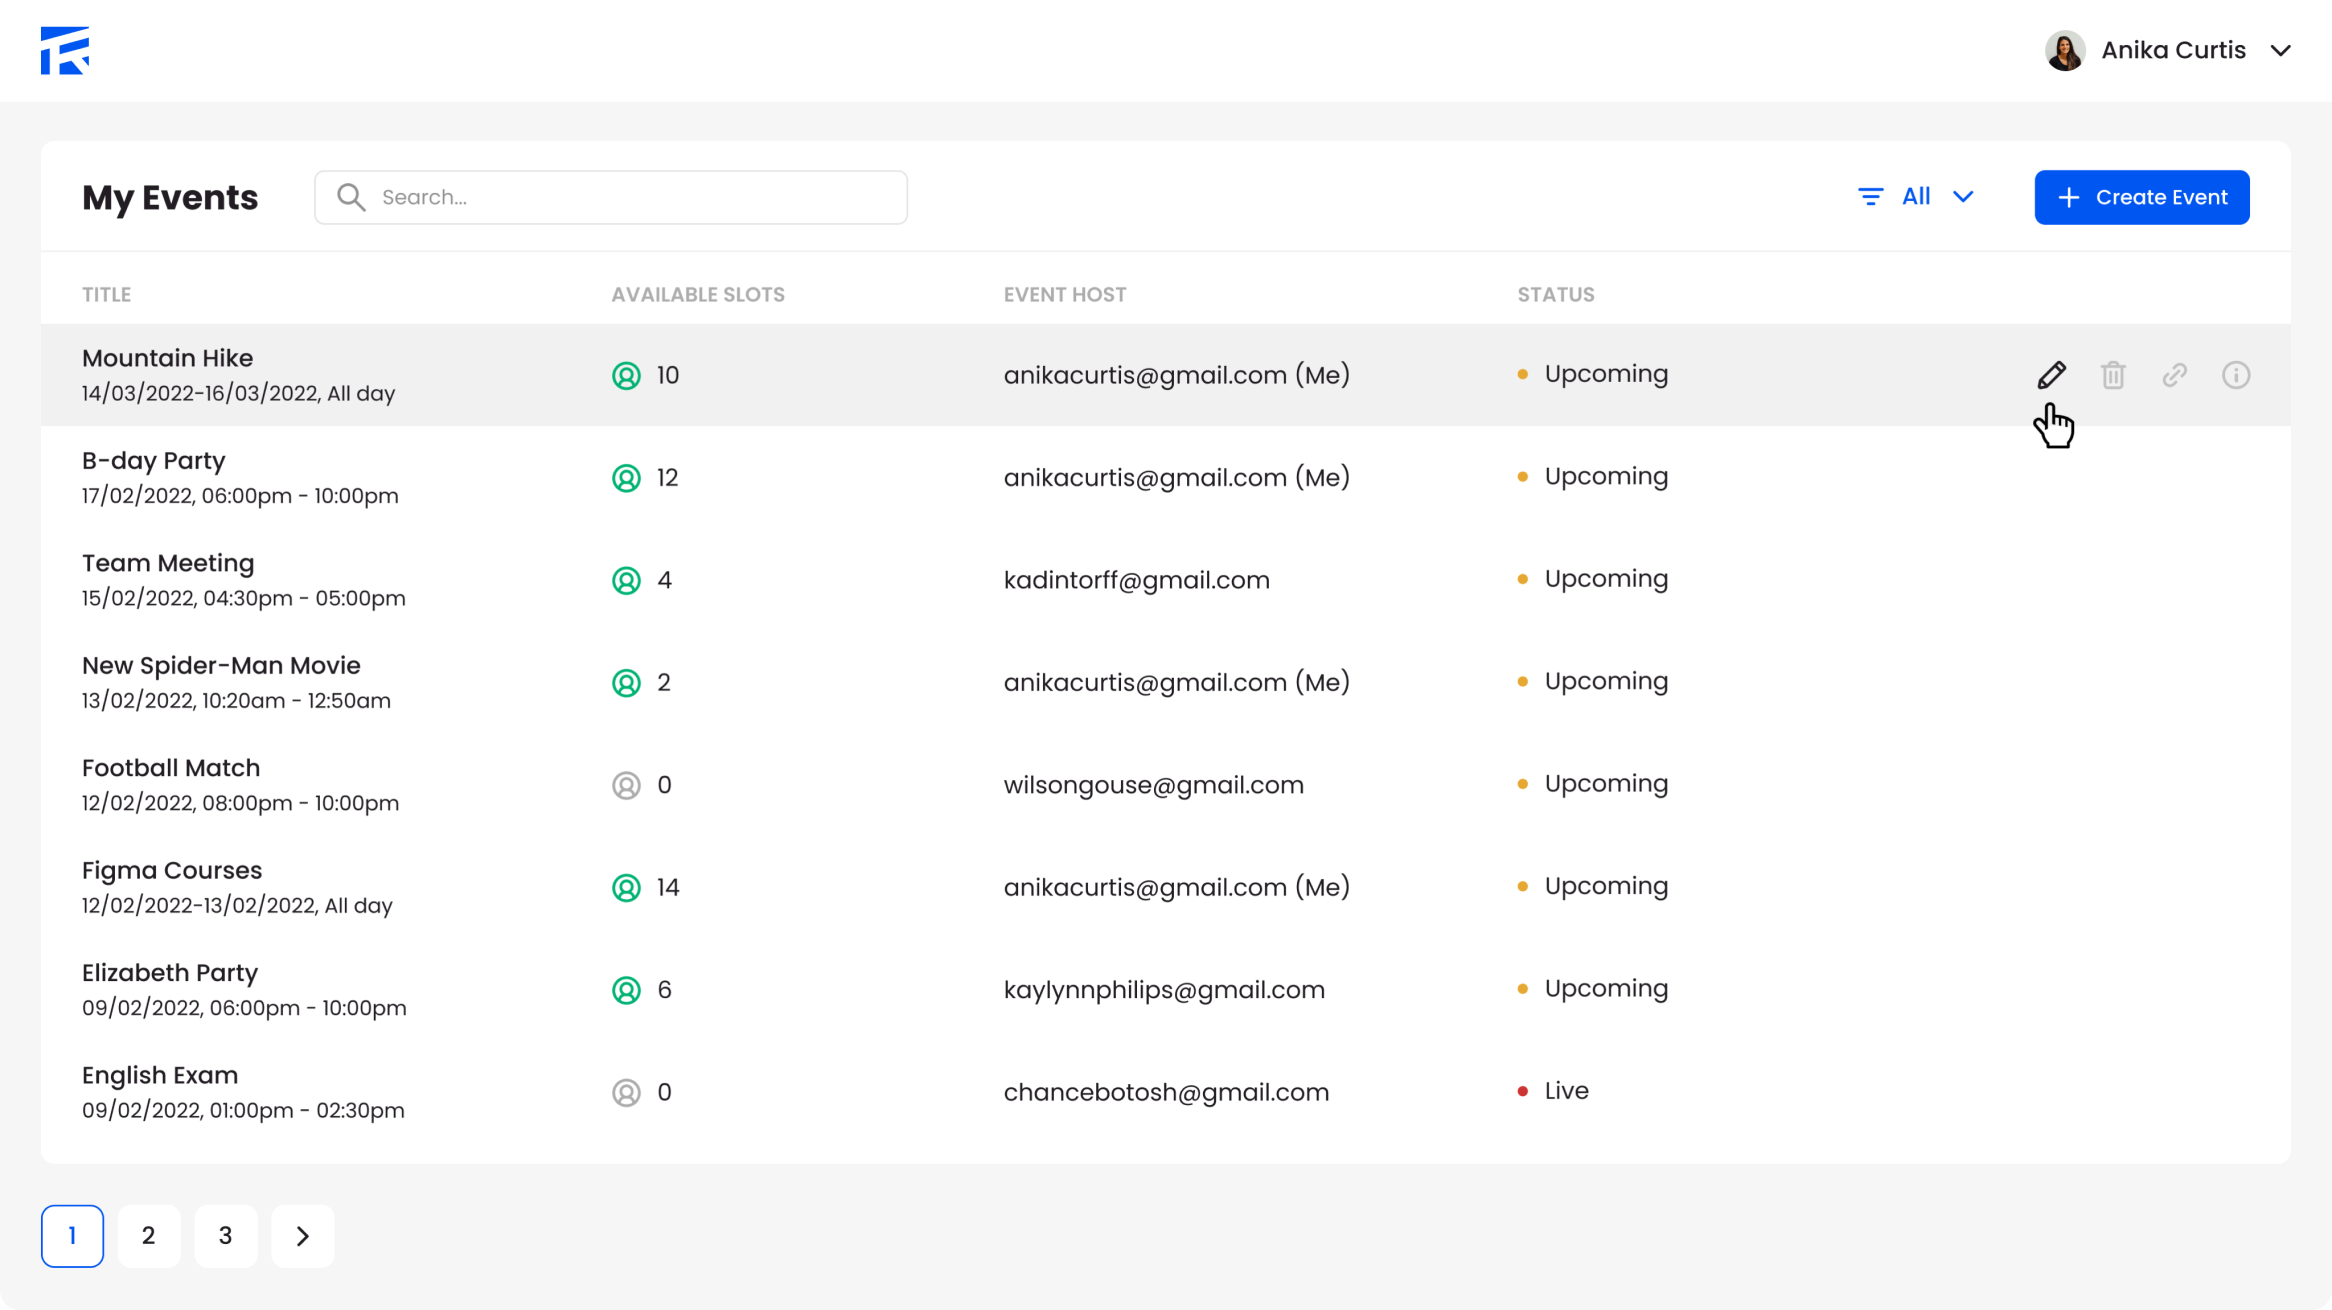 Anika Curtis
My Events
Search...
All
Create Event
TITLE
AVAILABLE SLOTS
EVENT HOST
STATUS
Mountain Hike
14/03/2022-16/03/2022, All day
10
anikacurtis@gmail.com (Me)
Upcoming
B-day Party
17/02/2022, 06:00pm - 10:00pm
12
anikacurtis@gmail.com (Me)
Upcoming
Team Meeting
15/02/2022, 04:30pm - 05:00pm
4
kadintorff@gmail.com
Upcoming
New Spider-Man Movie
13/02/2022, 10:20am - 12:50am
2
anikacurtis@gmail.com (Me)
Upcoming
Football Match
12/02/2022, 08:00pm - 10:00pm
0
wilsongouse@gmail.com
Upcoming
Figma Courses
12/02/2022-13/02/2022, All day
14
anikacurtis@gmail.com (Me)
Upcoming
Elizabeth Party
09/02/2022, 06:00pm - 10:00pm
6
kaylynnphilips@gmail.com
Upcoming
English Exam
09/02/2022, 01:00pm - 02:30pm
0
chancebotosh@gmail.com
Live
1
2
3